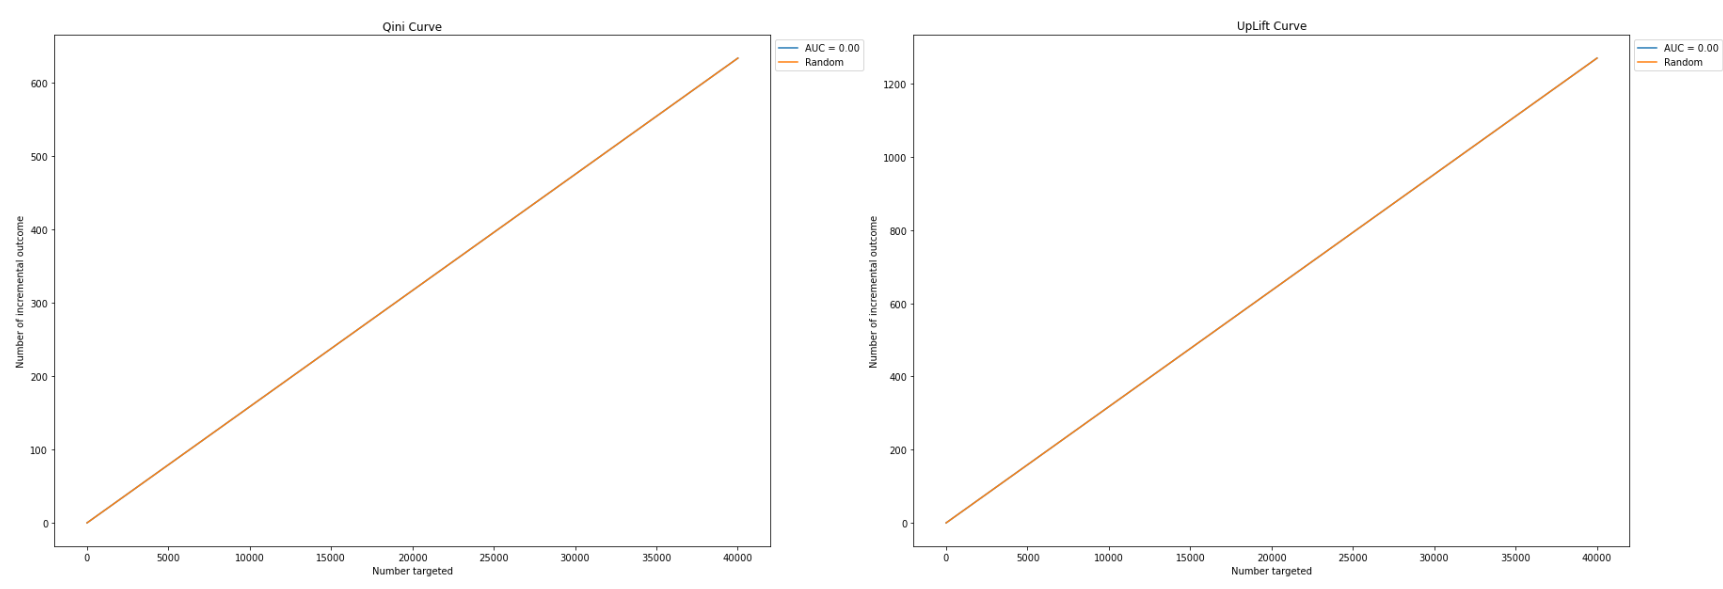 Qini Curve
AUC = 0.00
Random
Number of incremental outcome
600
500
400
300
200
100
0
0 5000 10000 15000 20000 25000 30000 35000 40000
Number targeted
UpLift Curve
AUC = 0.00
Random
Number of incremental outcome
1200
1000
800
600
400
200
0
0 5000 10000 15000 20000 25000 30000 35000 40000
Number targeted